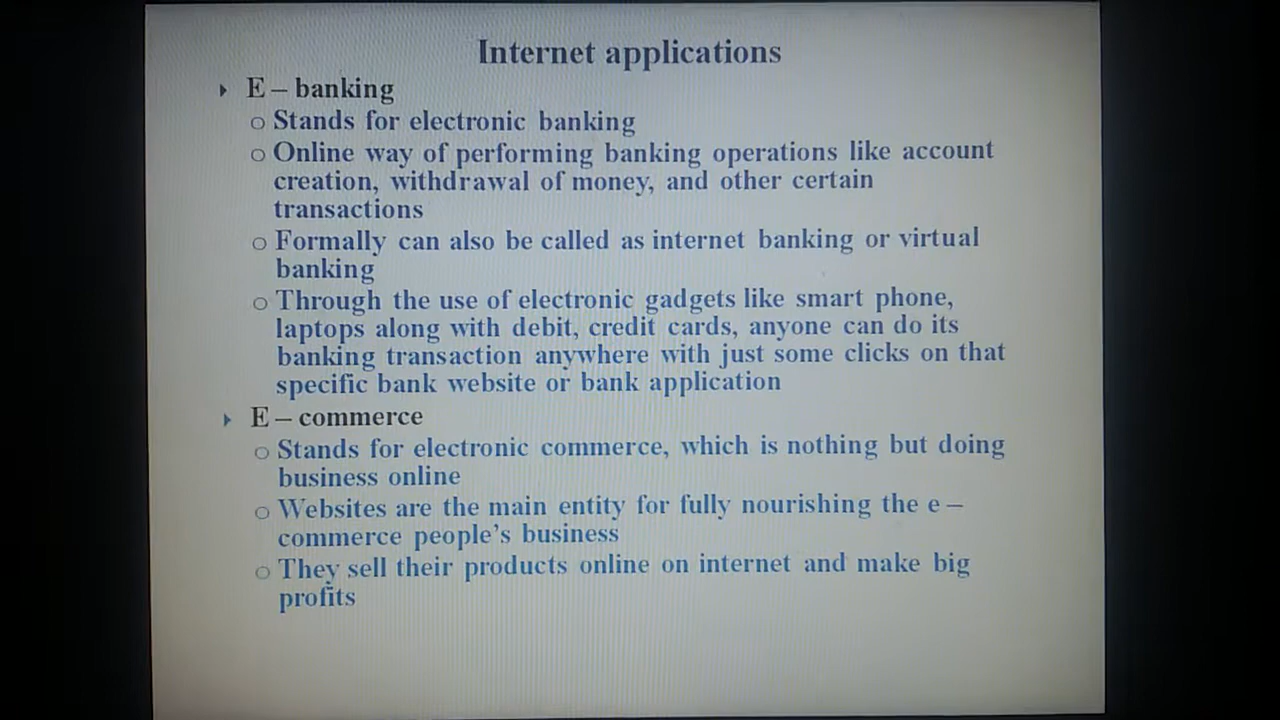 Internet applications
E – banking
Stands for electronic banking
Online way of performing banking operations like account
creation, withdrawal of money, and other certain
transactions
Formally can also be called as internet banking or virtual
banking
Through the use of electronic gadgets like smart phone,
laptops along with debit, credit cards, anyone can do its
banking transaction anywhere with just some clicks on that
specific bank website or bank application
E – commerce
Stands for electronic commerce, which is nothing but doing
business online
Websites are the main entity for fully nourishing the e –
commerce people's business
They sell their products online on internet and make big
profits